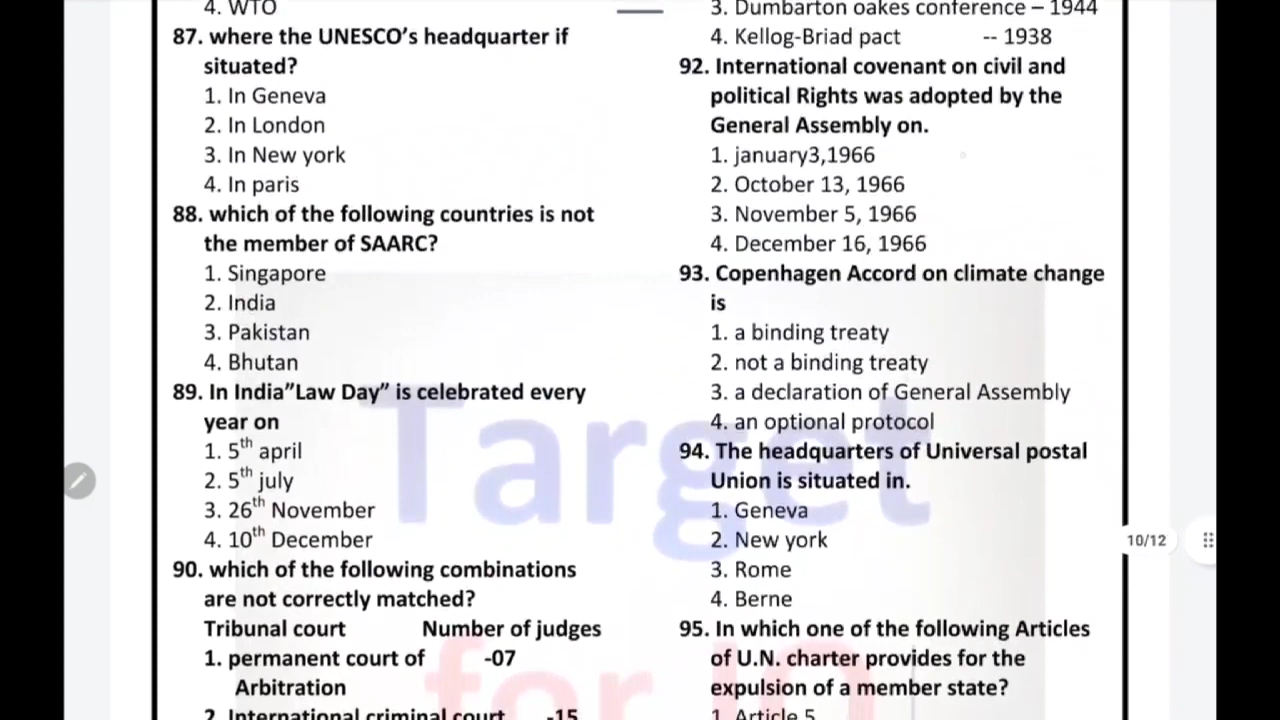 4. WTO
87. where the UNESCO’s headquarter if
situated?
1. In Geneva
2. In London
3. In New york
4. In paris
88. which of the following countries is not
the member of SAARC?
1. Singapore
2. India
3. Pakistan
4. Bhutan
89. In India”Law Day” is celebrated every
year on
1. 5th april
2. 5th july
3. 26th November
4. 10th December
90. which of the following combinations
are not correctly matched?
Tribunal court Number of judges
1. permanent court of -07
Arbitration
2. International criminal court -15
3. Dumbarton oakes conference – 1944
4. Kellog-Briad pact -- 1938
92. International covenant on civil and
political Rights was adopted by the
General Assembly on.
1. january3,1966
2. October 13, 1966
3. November 5, 1966
4. December 16, 1966
93. Copenhagen Accord on climate change
is
1. a binding treaty
2. not a binding treaty
3. a declaration of General Assembly
4. an optional protocol
94. The headquarters of Universal postal
Union is situated in.
1. Geneva
2. New york
3. Rome
4. Berne
95. In which one of the following Articles
of U.N. charter provides for the
expulsion of a member state?
1. Article 5
Target
for
10/12